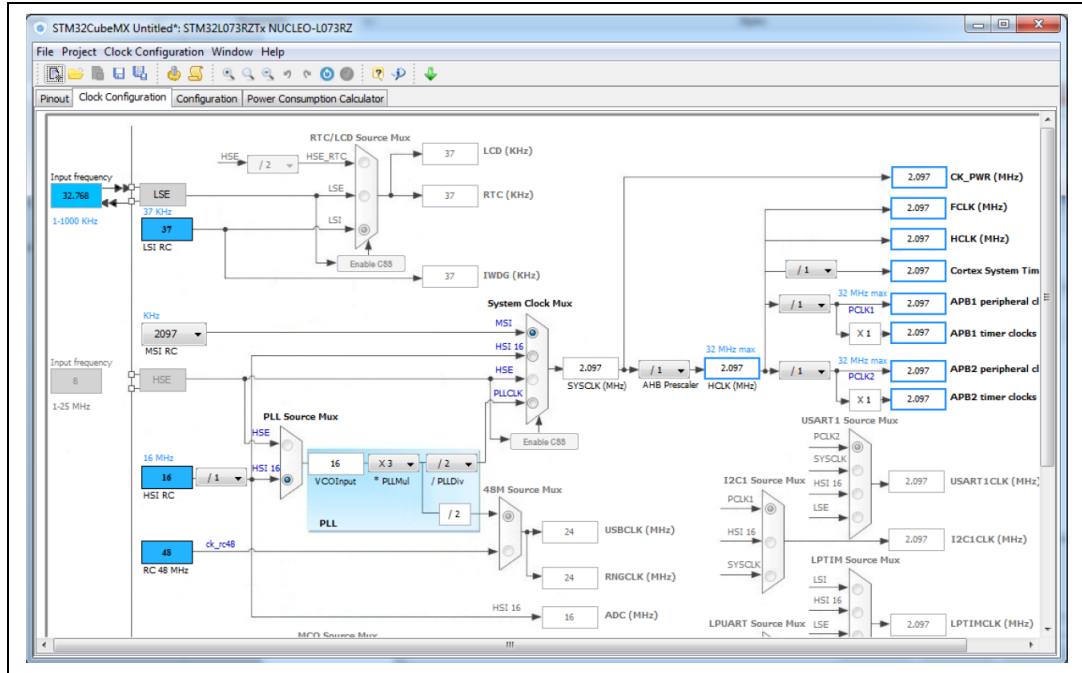 STM32CubeMX Untitled*: STM32L073RZTx NUCLEO-L073RZ
File Project Clock Configuration Window Help
Pinout Clock Configuration Configuration Power Consumption Calculator
RTC/LCD Source Mux
HSE / 2 HSE_RTC 37 LCD (KHz)
Input frequency
32.768 LSE LSE 37 RTC (KHz)
1-1000 KHz 37 KHz
37 LSI
LSI RC
Enable CSS
37 IWDG (KHz)
2.097 CK_PWR (MHz)
2.097 FCLK (MHz)
2.097 HCLK (MHz)
/ 1 2.097 Cortex System Tim
System Clock Mux
KHz
2097 MSI
MSI RC
HSI 16
Input frequency
8 HSE HSE
1-25 MHz
PLLCLK
2.097 / 1 32 MHz max 2.097
SYSCLK (MHz) AHB Prescaler HCLK (MHz)
/ 1 32 MHz max PCLK1 2.097 APB1 peripheral cl
X 1 2.097 APB1 timer clocks
/ 1 32 MHz max PCLK2 2.097 APB2 peripheral cl
X 1 2.097 APB2 timer clocks
Enable CSS
PLL Source Mux
HSE
16 MHz
16 / 1 HSI 16
HSI RC
16 X 3 / 2
VCOInput * PLLMul / PLLDiv
/ 2
PLL
48M Source Mux
48 ck_rc48
RC 48 MHz
24 USBCLK (MHz)
24 RNGCLK (MHz)
HSI 16 16 ADC (MHz)
MCO Source Mux
USART1 Source Mux
PCLK2
SYSCLK
HSI 16 2.097 USART1CLK (MHz)
LSE
I2C1 Source Mux
PCLK1
HSI 16 2.097 I2C1CLK (MHz)
SYSCLK
LPTIM Source Mux
LSI
HSI 16
LSE 2.097 LPTIMCLK (MHz)
LPUART Source Mux